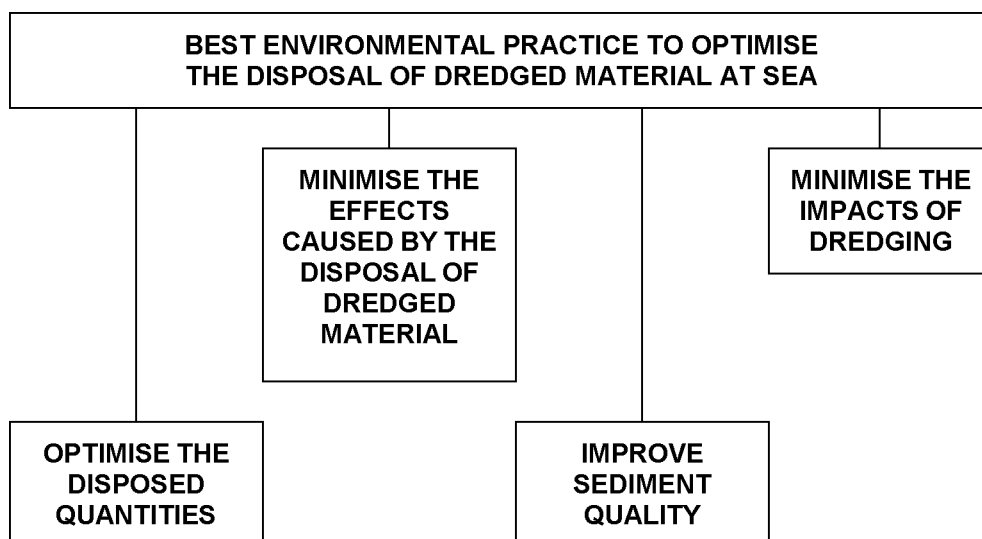 BEST ENVIRONMENTAL PRACTICE TO OPTIMISE
THE DISPOSAL OF DREDGED MATERIAL AT SEA
MINIMISE THE
EFFECTS
CAUSED BY THE
DISPOSAL OF
DREDGED
MATERIAL
MINIMISE THE
IMPACTS OF
DREDGING
OPTIMISE THE
DISPOSED
QUANTITIES
IMPROVE
SEDIMENT
QUALITY